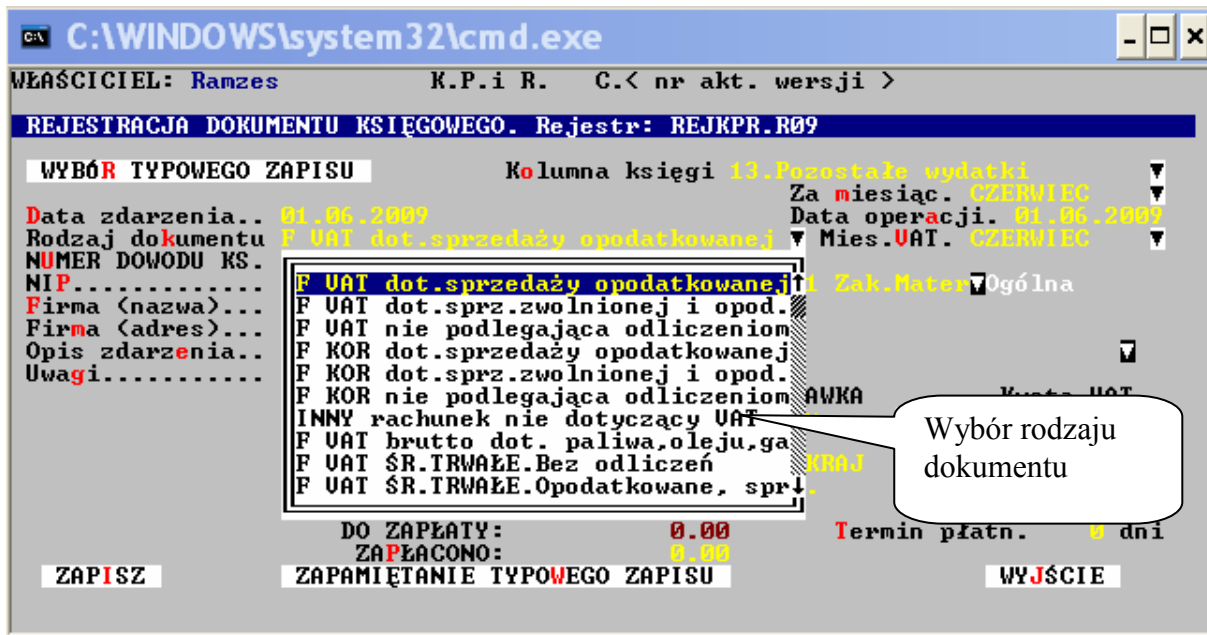 C:\WINDOWS\system32\cmd.exe
WŁAŚCICIEL: Ramzes K.P.i R. C.< nr akt. wersji >
REJESTRACJA DOKUMENTU KSIĘGOWEGO. Rejestr: REJKPR.R09
WYBÓR TYPOWEGO ZAPISU Kolumna księgi 13.Pozostałe wydatki
Za miesiąc. CZERWIEC
Data zdarzenia.. 01.06.2009 Data operacji. 01.06.2009
Rodzaj dokumentu F VAT dot.sprzedaży opodatkowanej Mies.VAT. CZERWIEC
NUMER DOWODU KS.
NIP............. F VAT dot.sprzedaży opodatkowanej 1 Zak.Mater Ogólna
Firma (nazwa)... F VAT dot.sprz.zwolnionej i opod.
Firma (adres)... F VAT nie podlegająca odliczeniom
Opis zdarzenia.. F KOR dot.sprzedaży opodatkowanej
Uwagi........... F KOR dot.sprz.zwolnionej i opod.
F KOR nie podlegająca odliczeniom AWKA
INNY rachunek nie dotyczący VAT
F VAT brutto dot. paliwa,oleju,ga
F VAT ŚR.TRWAŁE.Bez odliczeń KRAJ
F VAT ŚR.TRWAŁE.Opodatkowane, spr
Wybór rodzaju
dokumentu
DO ZAPŁATY: 0.00 Termin płatn. 0 dni
ZAPŁACONO: 0.00
ZAPISZ ZAPAMIĘTANIE TYPOWEGO ZAPISU WYJŚCIE